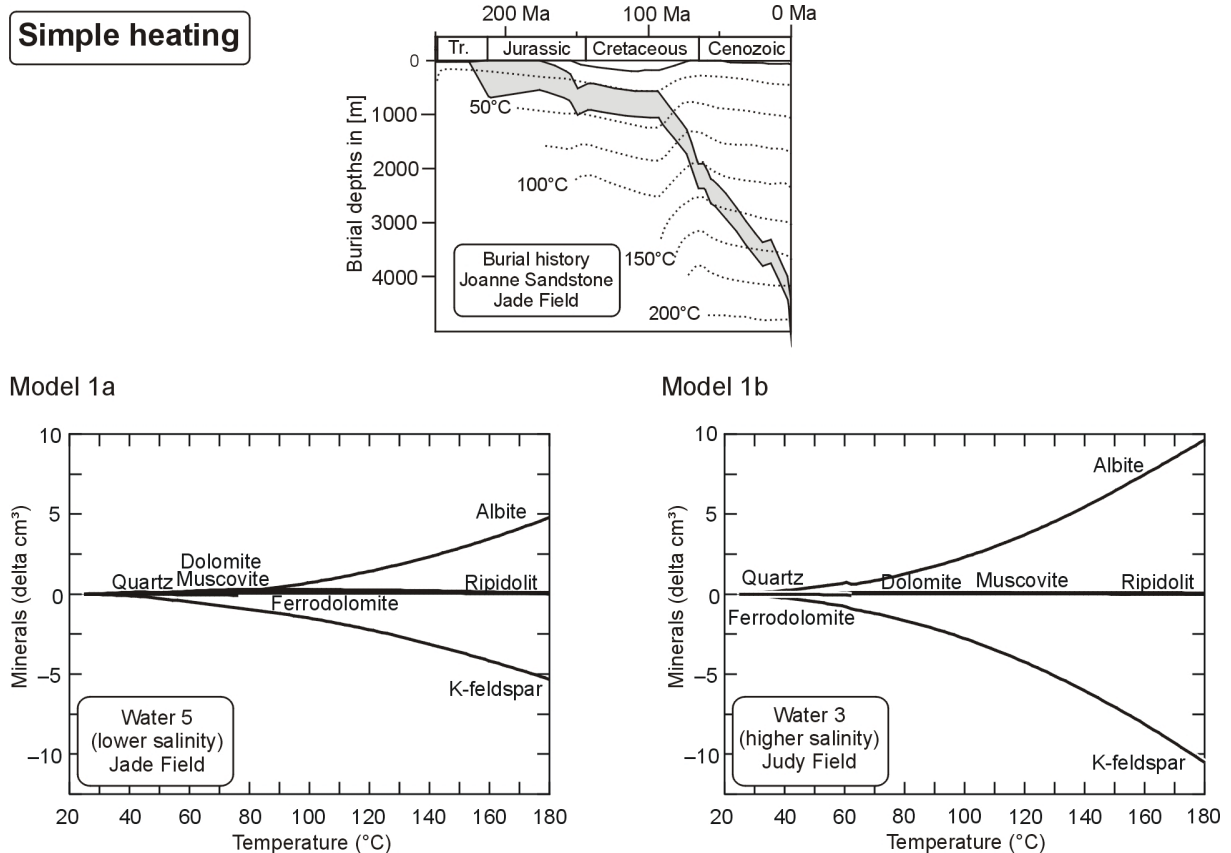 Simple heating
200 Ma 100 Ma 0 Ma
Tr. Jurassic Cretaceous Cenozoic
0
1000
2000
3000
4000
Burial depths in [m]
50°C
100°C
150°C
200°C
Burial history
Joanne Sandstone
Jade Field
Model 1a
10
5
0
−5
−10
Minerals (delta cm³)
Albite
Dolomite
Quartz Muscovite
Ripidolit
Ferrodolomite
K-feldspar
Water 5
(lower salinity)
Jade Field
20 40 60 80 100 120 140 160 180
Temperature (°C)
Model 1b
10
5
0
−5
−10
Minerals (delta cm³)
Albite
Quartz Dolomite Muscovite Ripidolit
Ferrodolomite
Water 3
(higher salinity)
Judy Field
K-feldspar
20 40 60 80 100 120 140 160 180
Temperature (°C)